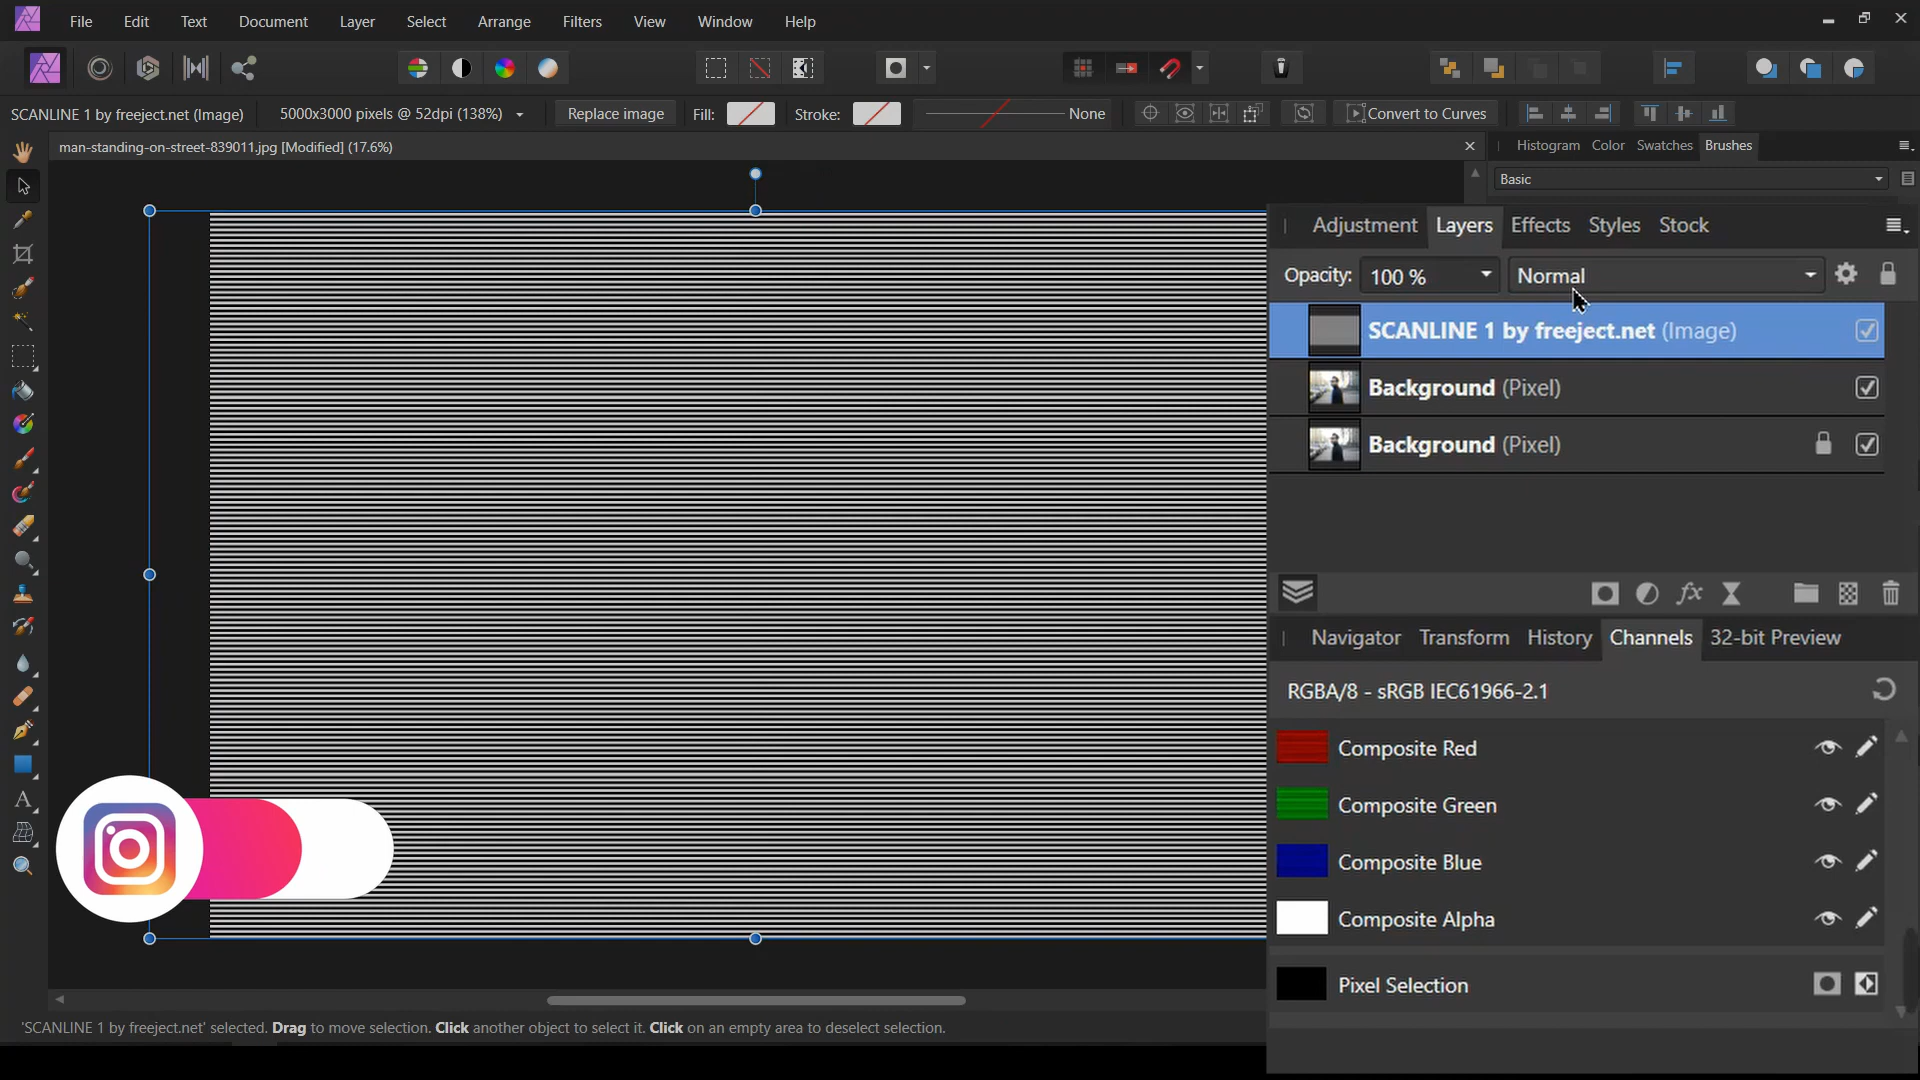 File Edit Text Document Layer Select Arrange Filters View Window Help
SCANLINE 1 by freeject.net (Image) 5000x3000 pixels @ 52dpi (138%) Replace image Fill: Stroke: None Convert to Curves
man-standing-on-street-839011.jpg [Modified] (17.6%)
Histogram Color Swatches Brushes
Basic
Adjustment Layers Effects Styles Stock
Opacity: 100 % Normal
SCANLINE 1 by freeject.net (Image)
Background (Pixel)
Background (Pixel)
Navigator Transform History Channels 32-bit Preview
RGBA/8 - sRGB IEC61966-2.1
Composite Red
Composite Green
Composite Blue
Composite Alpha
Pixel Selection
'SCANLINE 1 by freeject.net' selected. Drag to move selection. Click another object to select it. Click on an empty area to deselect selection.